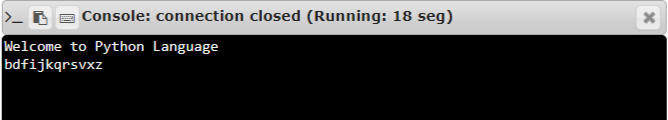 >_ Console: connection closed (Running: 18 seg)
Welcome to Python Language
bdfijkqrsvxz